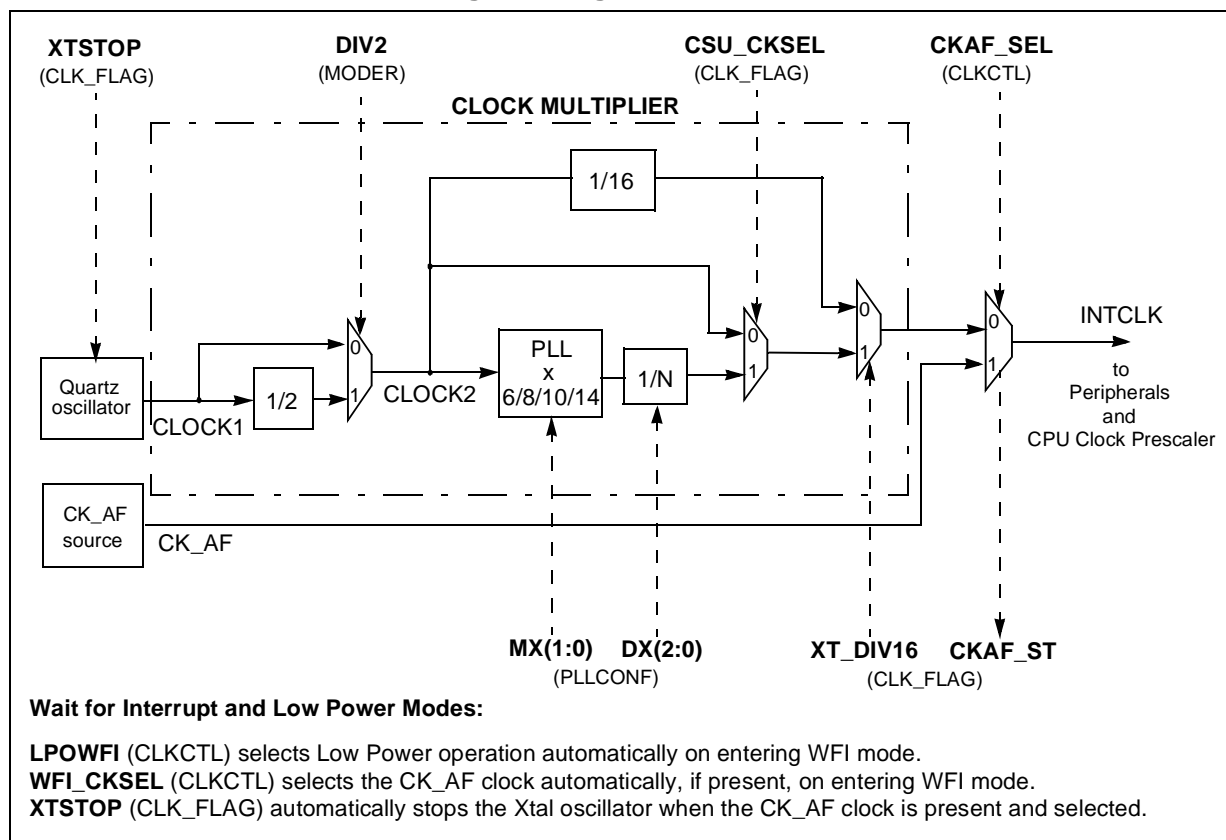 XTSTOP
(CLK_FLAG)
DIV2
(MODER)
CSU_CKSEL
(CLK_FLAG)
CKAF_SEL
(CLKCTL)
CLOCK MULTIPLIER
1/16
0
1
Quartz
oscillator
CLOCK1
1/2
0
1
CLOCK2
PLL
x
6/8/10/14
1/N
0
1
0
1
INTCLK
to
Peripherals
and
CPU Clock Prescaler
CK_AF
source
CK_AF
MX(1:0)
DX(2:0)
(PLLCONF)
XT_DIV16
(CLK_FLAG)
CKAF_ST
Wait for Interrupt and Low Power Modes:
LPOWFI (CLKCTL) selects Low Power operation automatically on entering WFI mode.
WFI_CKSEL (CLKCTL) selects the CK_AF clock automatically, if present, on entering WFI mode.
XTSTOP (CLK_FLAG) automatically stops the Xtal oscillator when the CK_AF clock is present and selected.